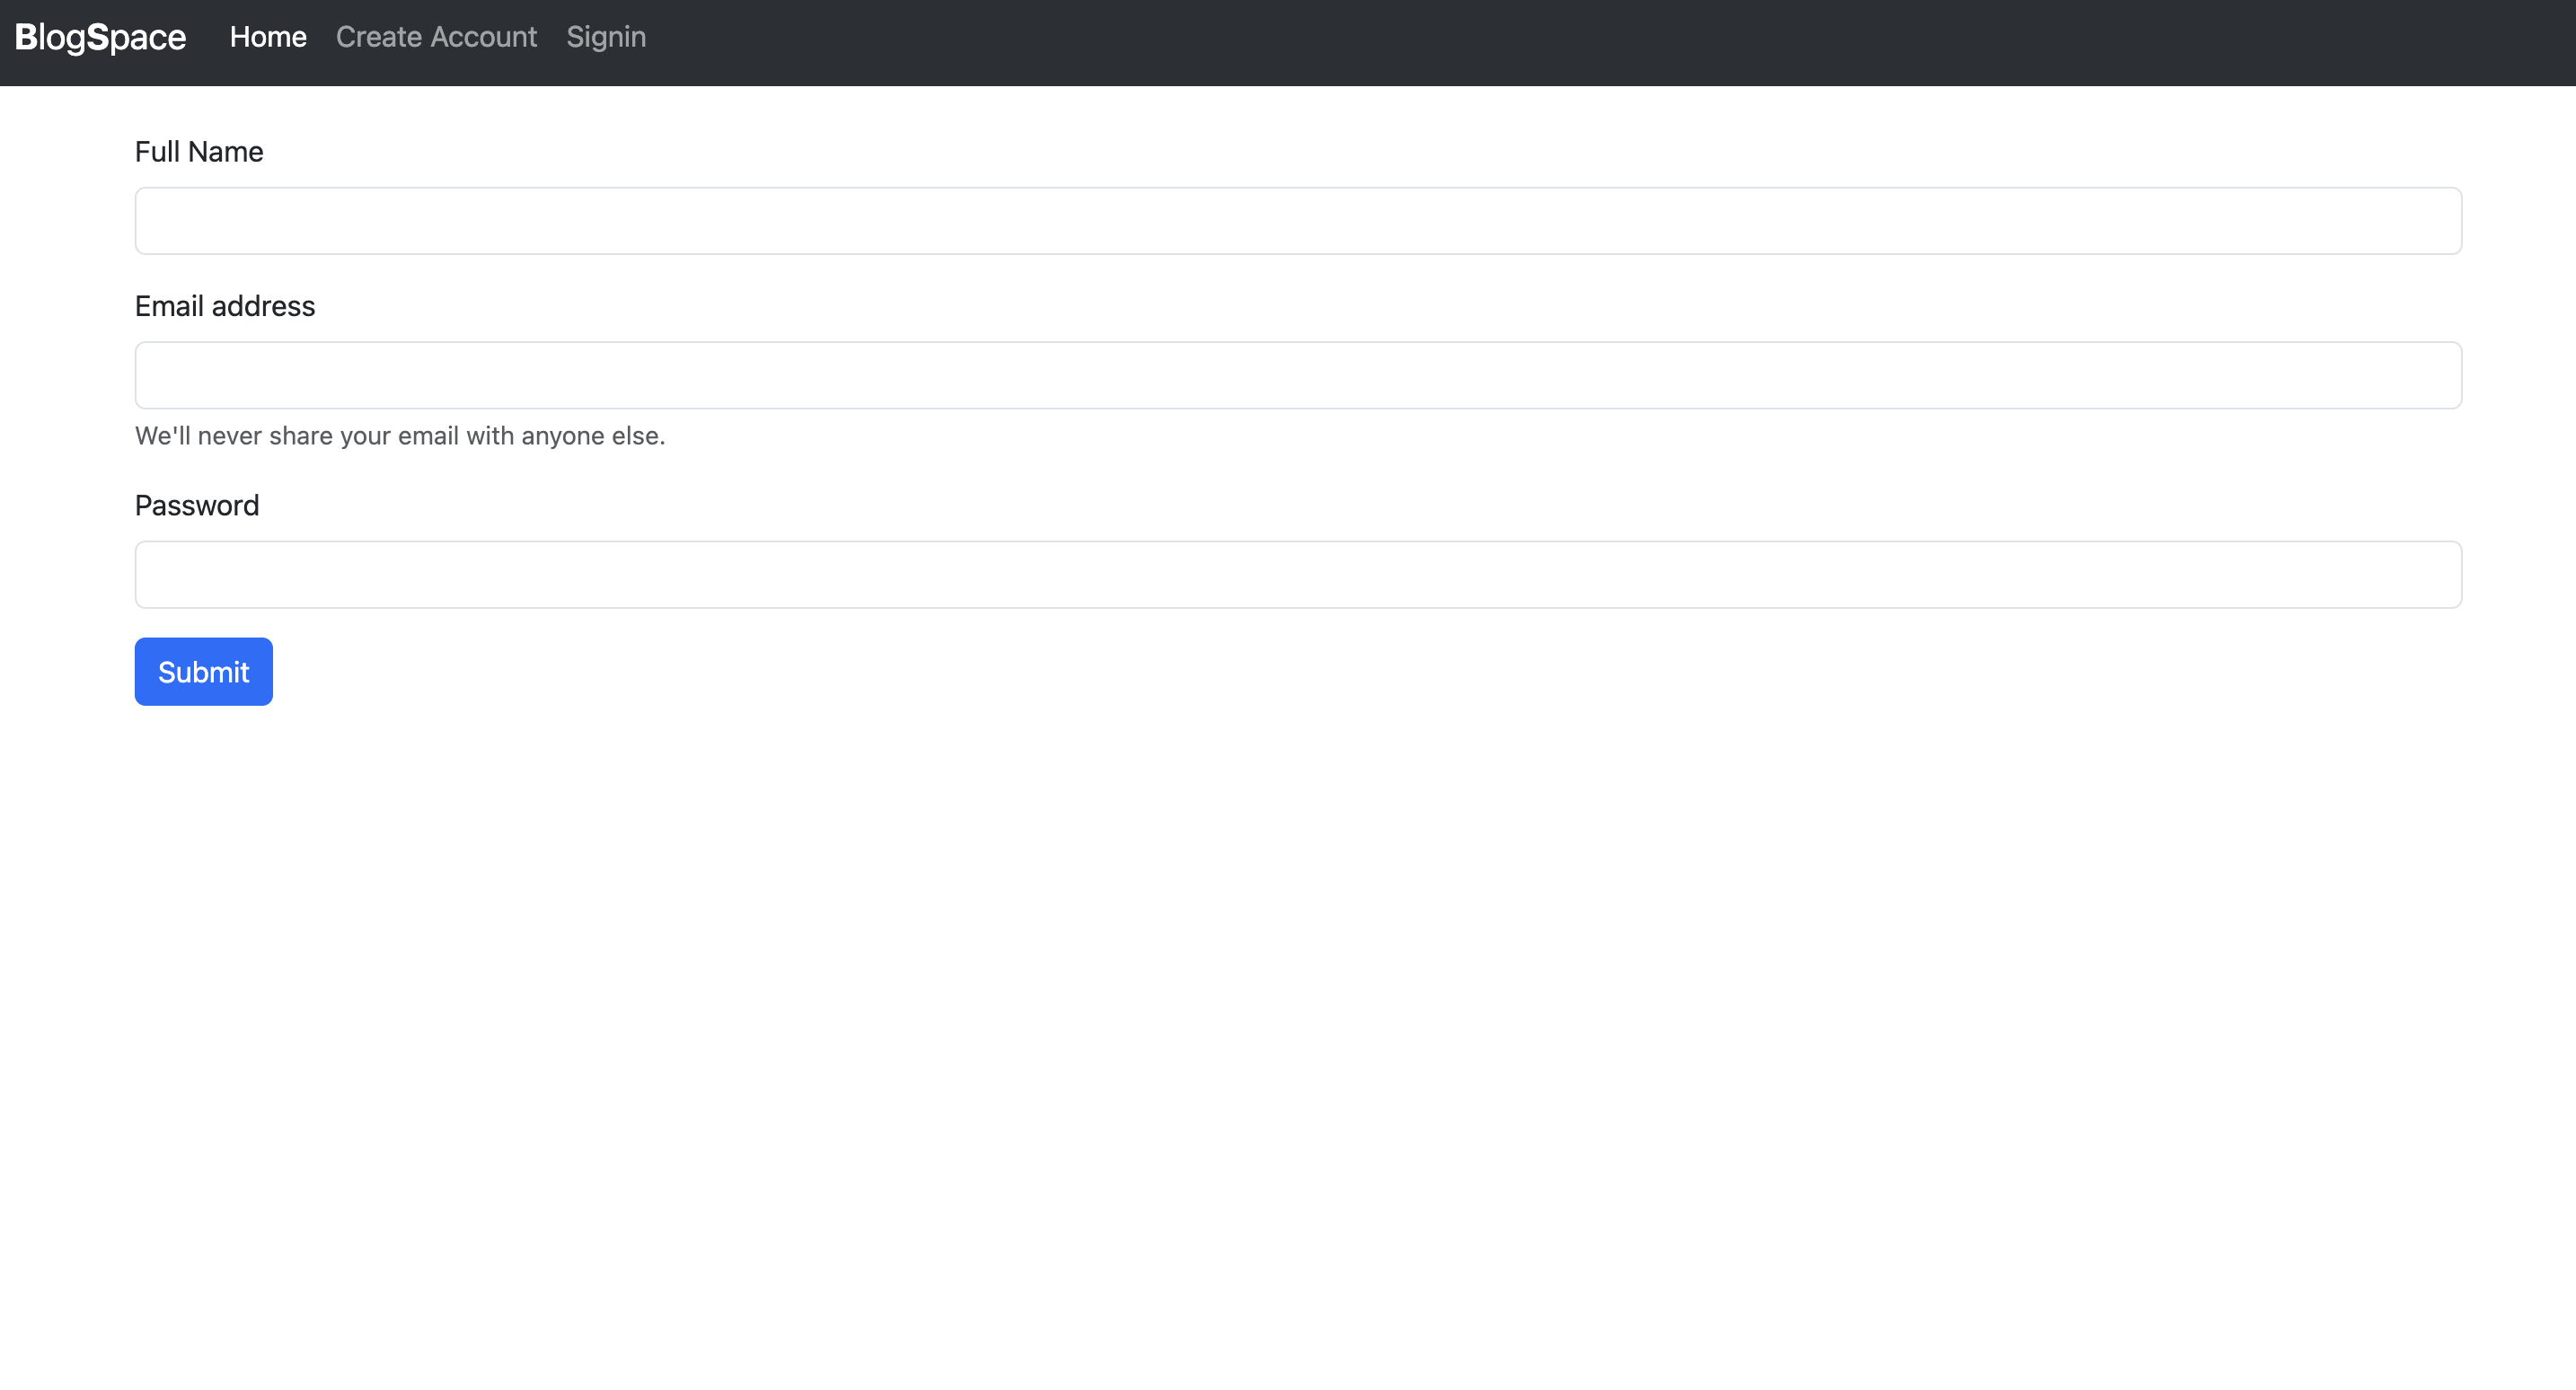 BlogSpace Home Create Account Signin
Full Name
Email address
We'll never share your email with anyone else.
Password
Submit